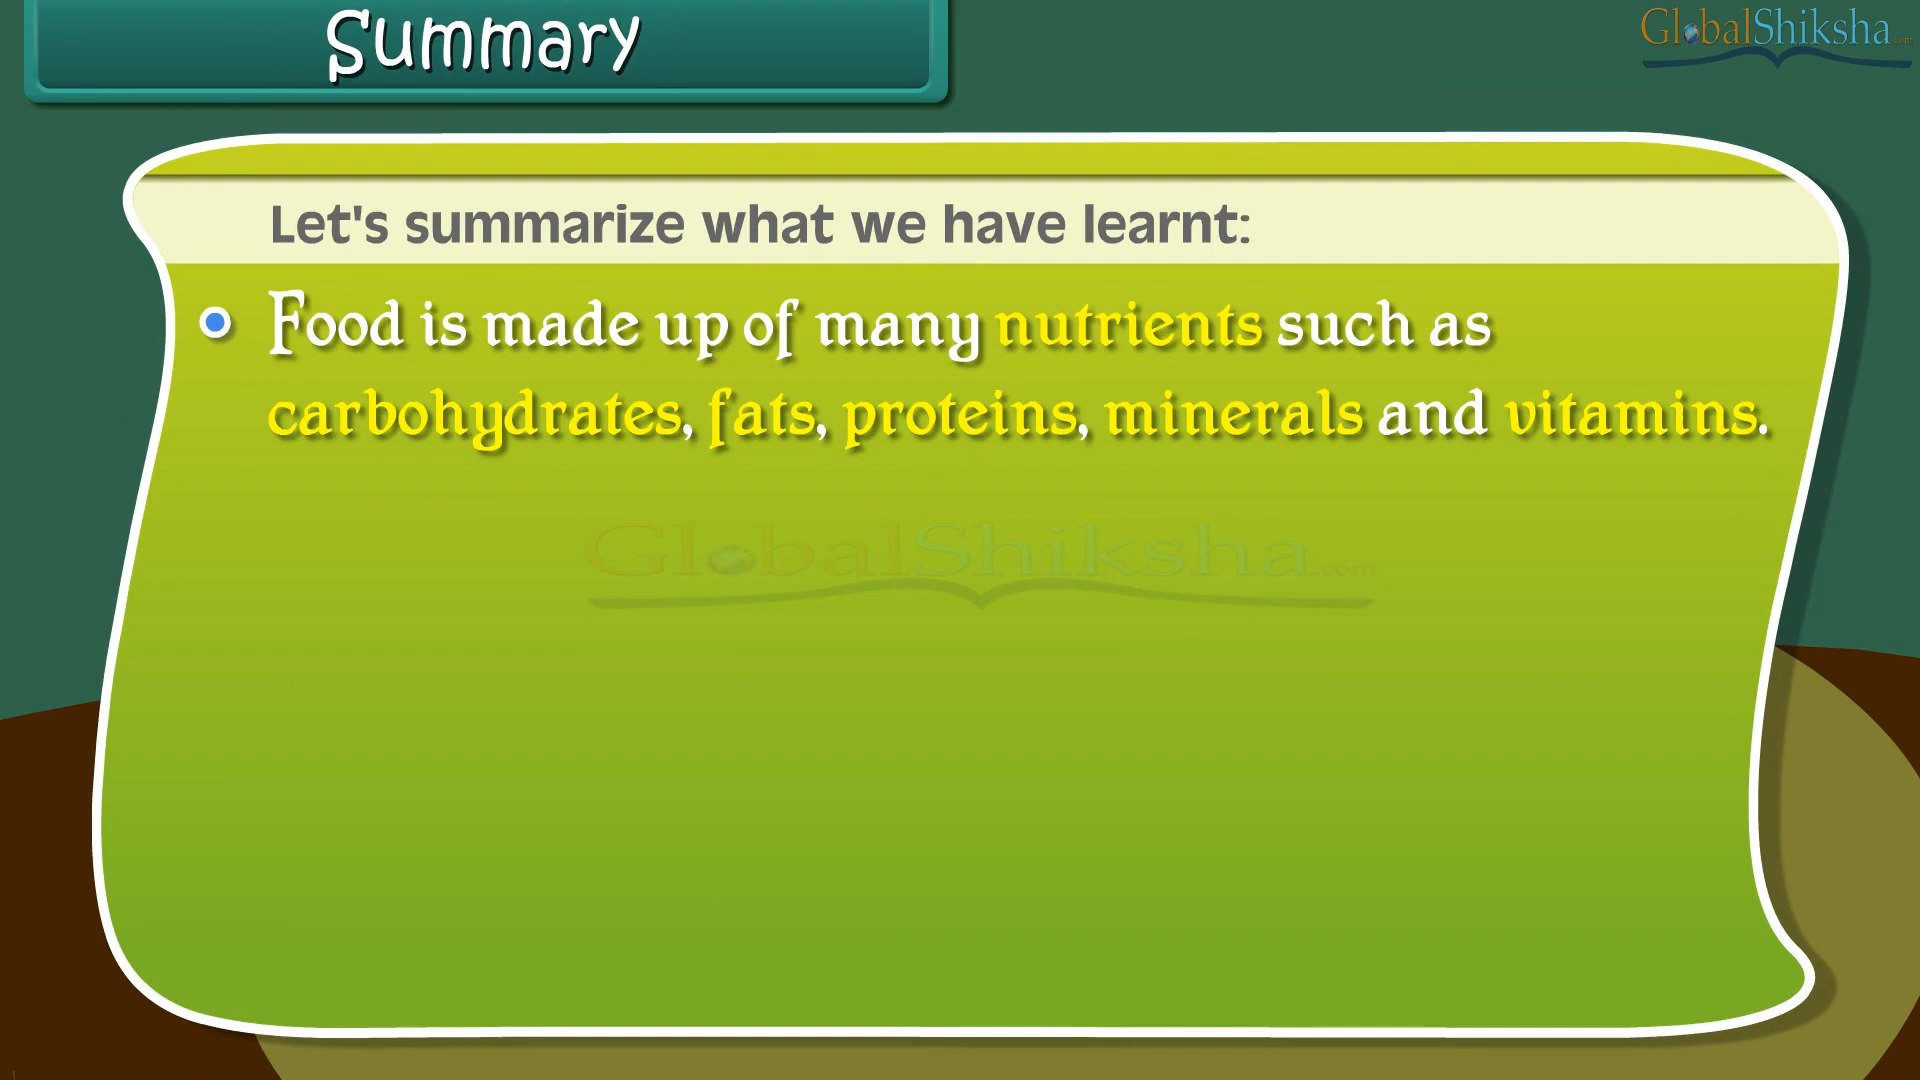 Summary
GlobalShiksha.com
Let's summarize what we have learnt:
Food is made up of many nutrients such as
carbohydrates, fats, proteins, minerals and vitamins.
GlobalShiksha.com